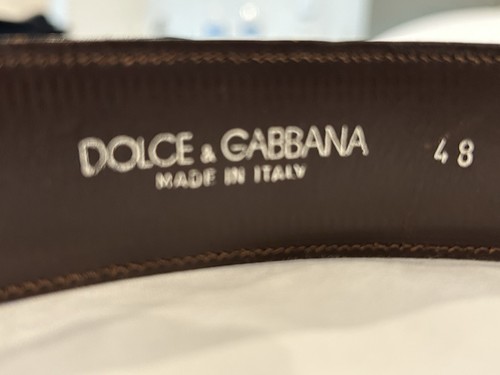 DOLCE & GABBANA 48
MADE IN ITALY